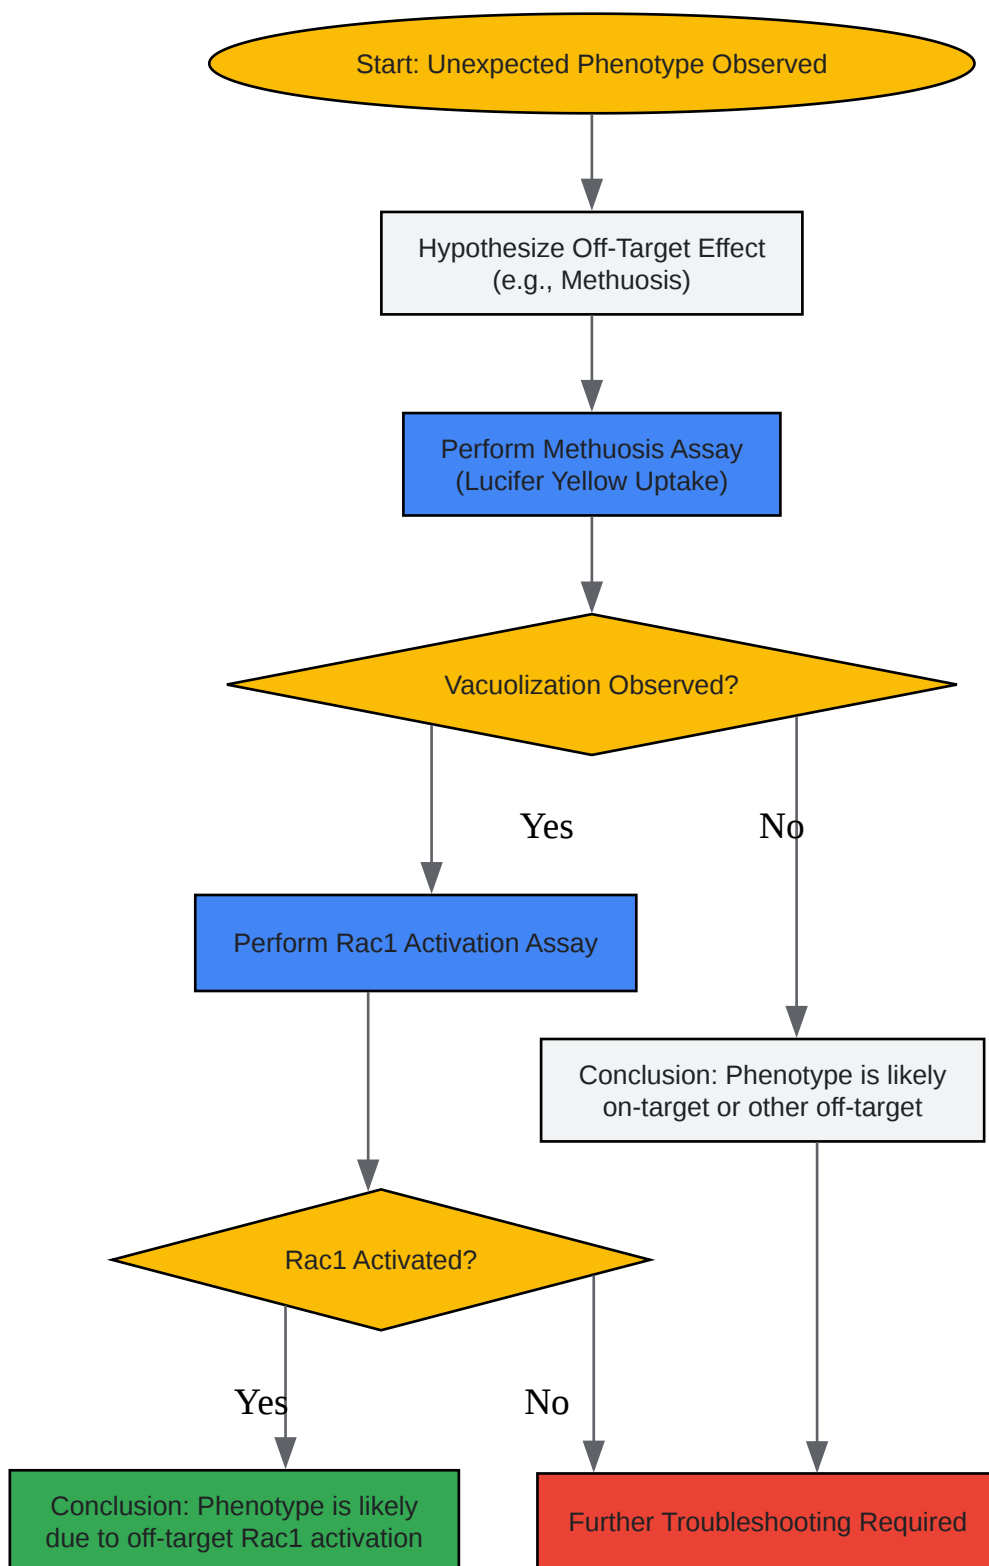 Start: Unexpected Phenotype Observed
Hypothesize Off-Target Effect
(e.g., Methuosis)
Perform Methuosis Assay
(Lucifer Yellow Uptake)
Vacuolization Observed?
Yes
No
Perform Rac1 Activation Assay
Conclusion: Phenotype is likely
on-target or other off-target
Rac1 Activated?
Yes
No
Conclusion: Phenotype is likely
due to off-target Rac1 activation
Further Troubleshooting Required